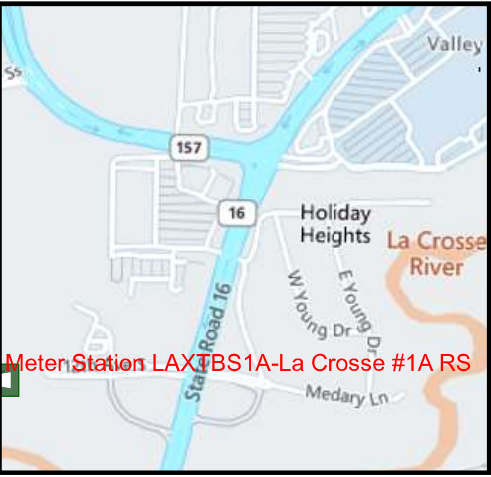 Valley
Ss
157
16
Holiday
Heights
La Crosse
River
W Young Dr
E Young Dr
State Road 16
Meter Station LAXTBS1A-La Crosse #1A RS
Medary Ln